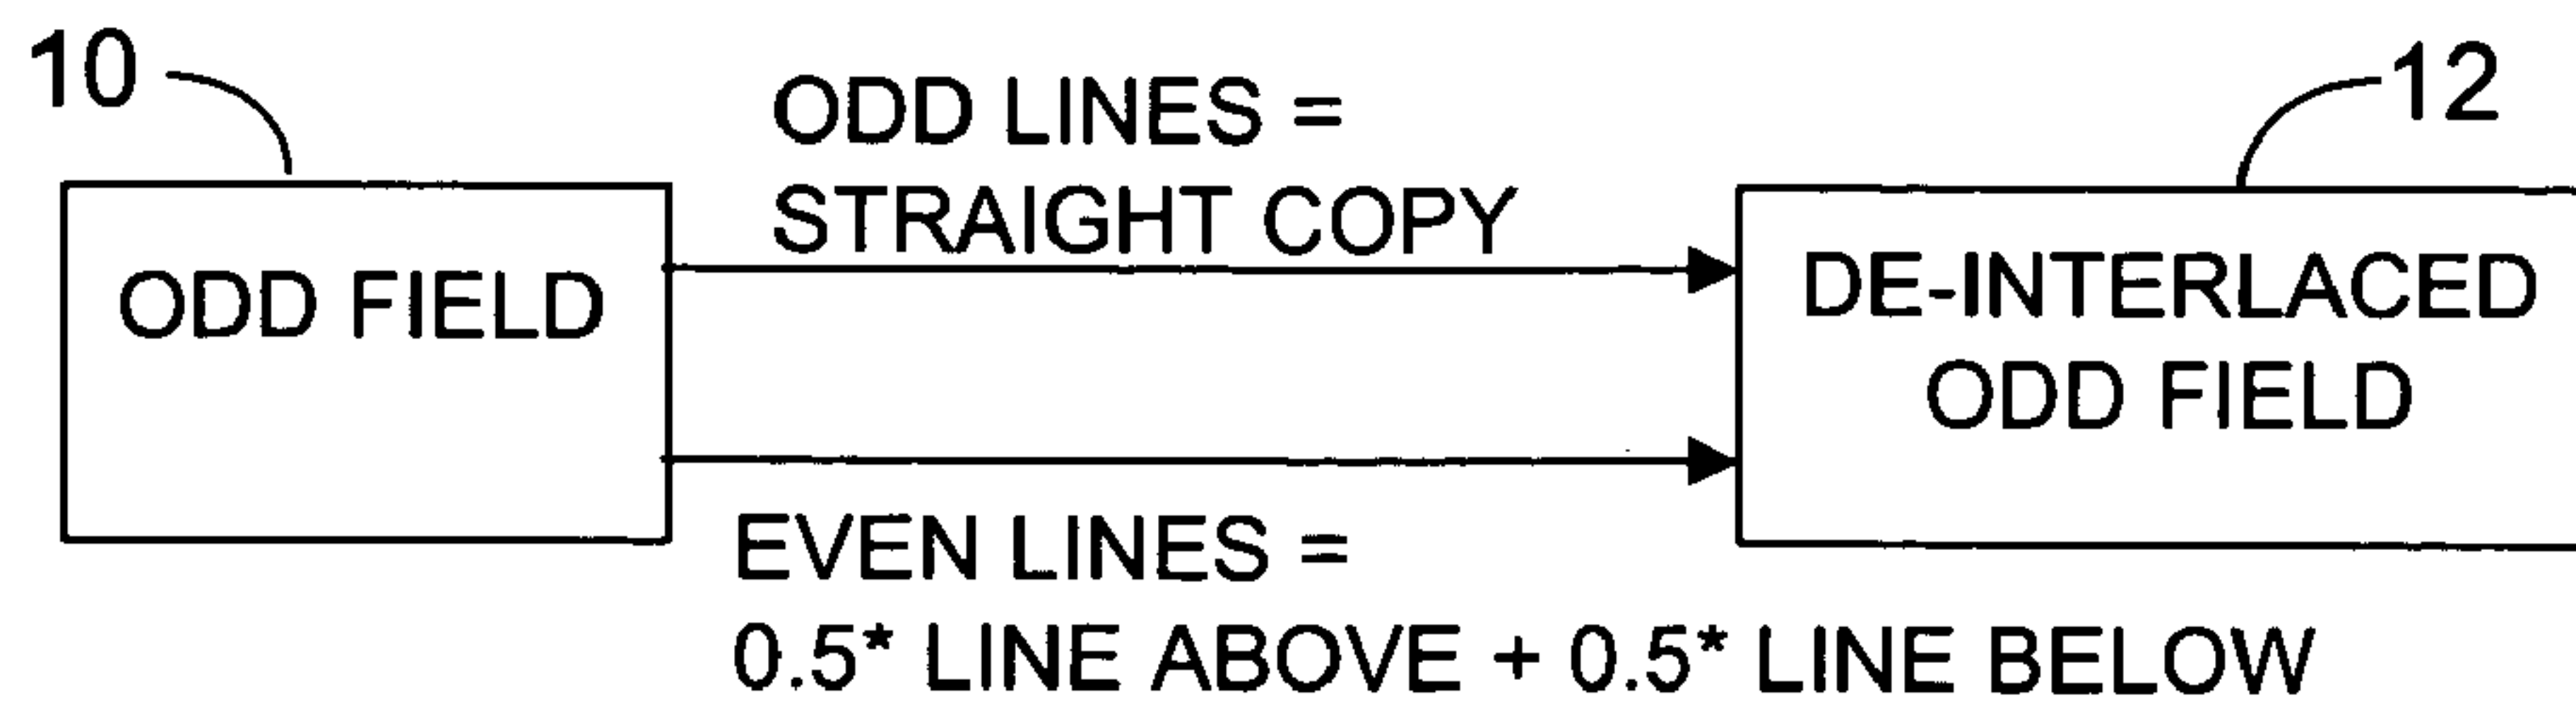 10
ODD LINES =
STRAIGHT COPY
12
ODD FIELD
DE-INTERLACED
ODD FIELD
EVEN LINES =
0.5* LINE ABOVE + 0.5* LINE BELOW